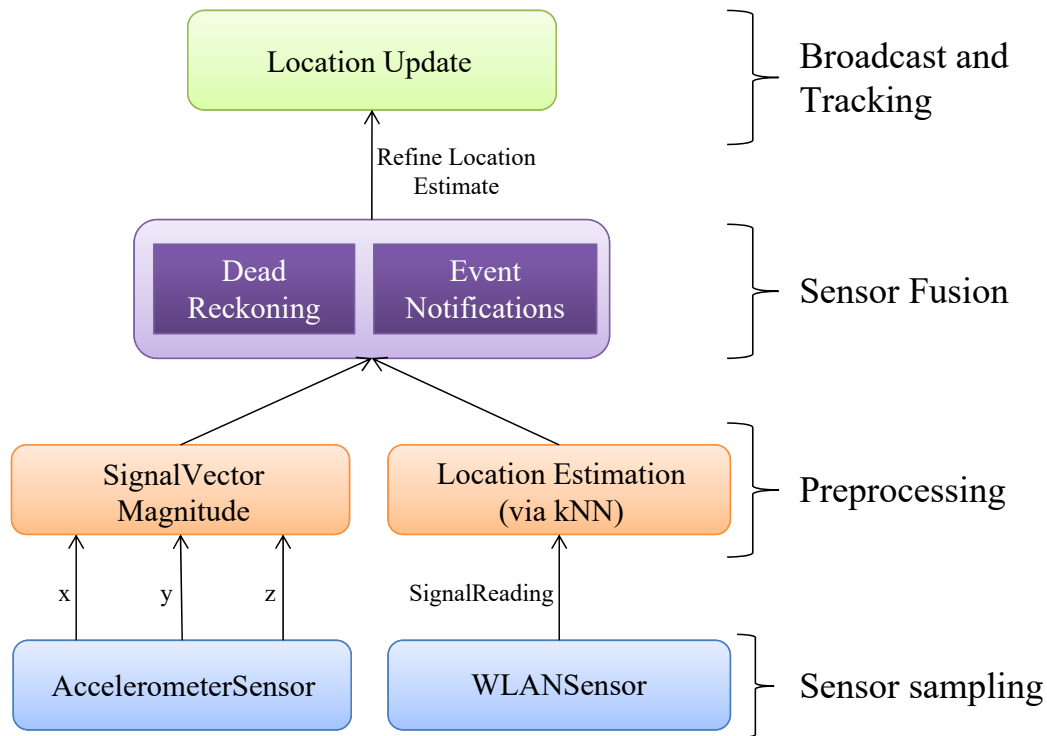 Location Update
Broadcast and
Tracking
Refine Location
Estimate
Dead
Reckoning
Event
Notifications
Sensor Fusion
SignalVector
Magnitude
Location Estimation
(via kNN)
Preprocessing
x
y
z
SignalReading
AccelerometerSensor
WLANSensor
Sensor sampling